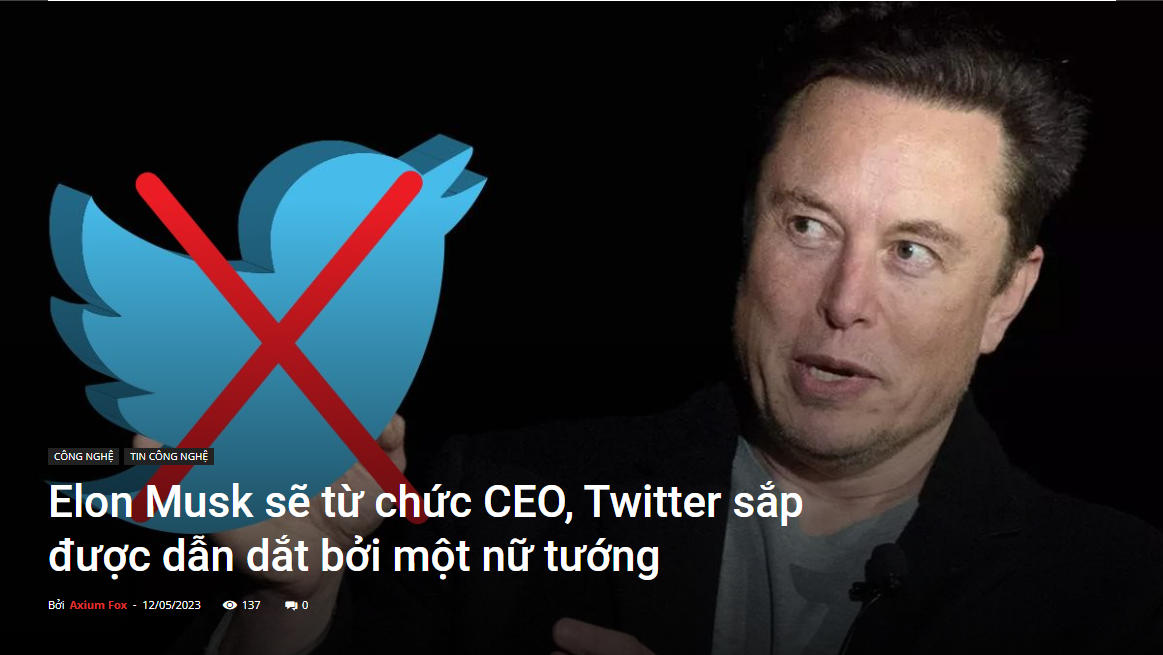 CÔNG NGHỆ TIN CÔNG NGHỆ
Elon Musk sẽ từ chức CEO, Twitter sắp
được dẫn dắt bởi một nữ tướng
Bởi Axium Fox - 12/05/2023 137 0